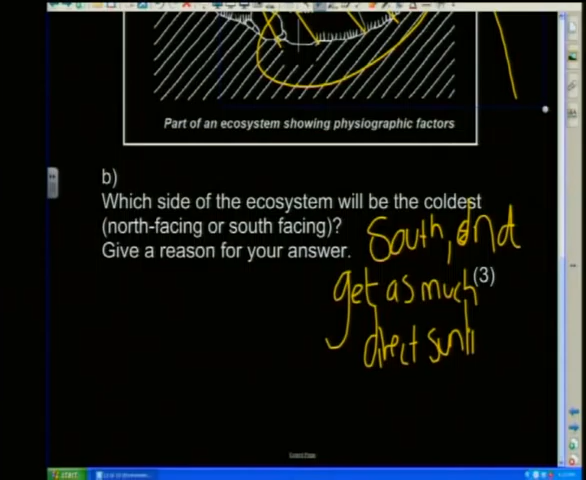 Part of an ecosystem showing physiographic factors
b)
Which side of the ecosystem will be the coldest
(north-facing or south facing)?
Give a reason for your answer.
(3)
South, dnt
get as much
direct sunli